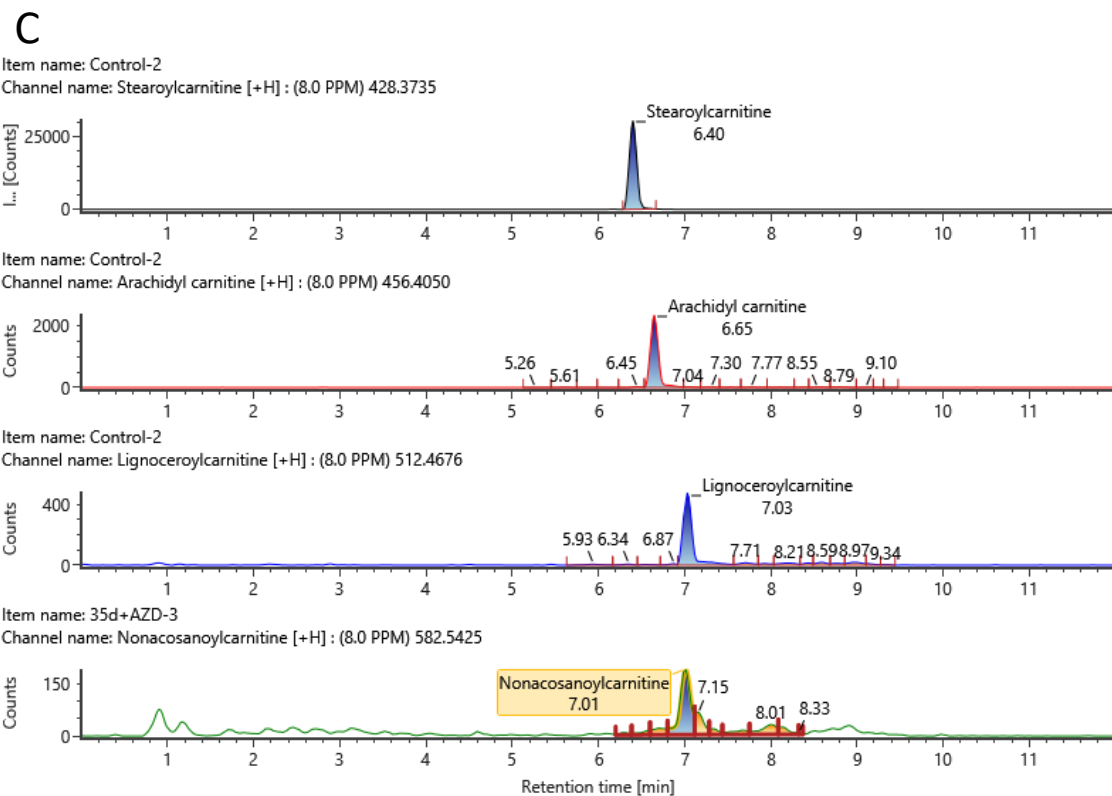 C
Item name: Control-2
Channel name: Stearoylcarnitine [+H] : (8.0 PPM) 428.3735
I... [Counts]
25000
0
Stearoylcarnitine
6.40
1 2 3 4 5 6 7 8 9 10 11
Item name: Control-2
Channel name: Arachidyl carnitine [+H] : (8.0 PPM) 456.4050
Counts
2000
0
Arachidyl carnitine
6.65
5.26 5.61 6.45 7.04 7.30 7.77 8.55 8.79 9.10
1 2 3 4 5 6 7 8 9 10 11
Item name: Control-2
Channel name: Lignoceroylcarnitine [+H] : (8.0 PPM) 512.4676
Counts
400
0
Lignoceroylcarnitine
7.03
5.93 6.34 6.87 7.71 8.21 8.59 8.97 9.34
1 2 3 4 5 6 7 8 9 10 11
Item name: 35d+AZD-3
Channel name: Nonacosanoylcarnitine [+H] : (8.0 PPM) 582.5425
Counts
150
0
Nonacosanoylcarnitine
7.01
7.15 8.01 8.33
1 2 3 4 5 6 7 8 9 10 11
Retention time [min]